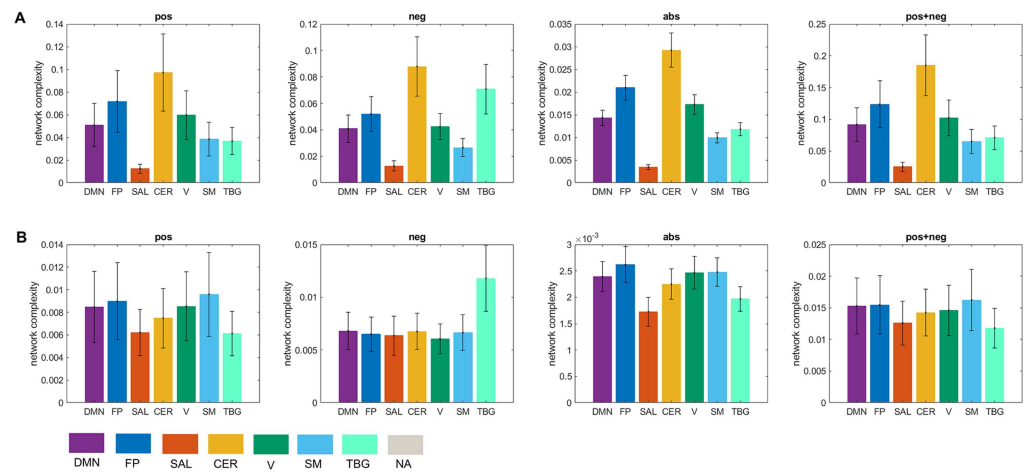 A
pos
neg
abs
pos+neg
network complexity
0.14
0.12
0.1
0.08
0.06
0.04
0.02
0
DMN FP SAL CER V SM TBG
network complexity
0.12
0.1
0.08
0.06
0.04
0.02
0
DMN FP SAL CER V SM TBG
network complexity
0.035
0.03
0.025
0.02
0.015
0.01
0.005
0
DMN FP SAL CER V SM TBG
network complexity
0.25
0.2
0.15
0.1
0.05
0
DMN FP SAL CER V SM TBG
B
pos
neg
abs
pos+neg
network complexity
0.014
0.012
0.01
0.008
0.006
0.004
0.002
0
DMN FP SAL CER V SM TBG
network complexity
0.015
0.01
0.005
0
DMN FP SAL CER V SM TBG
network complexity
×10⁻³
3
2.5
2
1.5
1
0.5
0
DMN FP SAL CER V SM TBG
network complexity
0.025
0.02
0.015
0.01
0.005
0
DMN FP SAL CER V SM TBG
DMN FP SAL CER V SM TBG NA